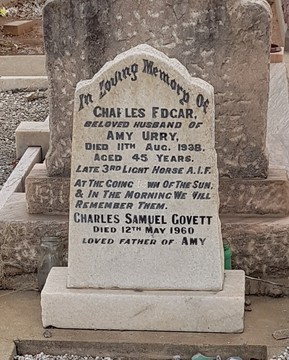 In Loving Memory Of
CHARLES EDGAR,
BELOVED HUSBAND OF
AMY URRY,
DIED 11TH AUG. 1938.
AGED 45 YEARS.
LATE 3RD LIGHT HORSE A.I.F.
AT THE GOING WN OF THE SUN,
& IN THE MORNING WE WILL
REMEMBER THEM.
CHARLES SAMUEL GOVETT
DIED 12TH MAY 1960
LOVED FATHER OF AMY